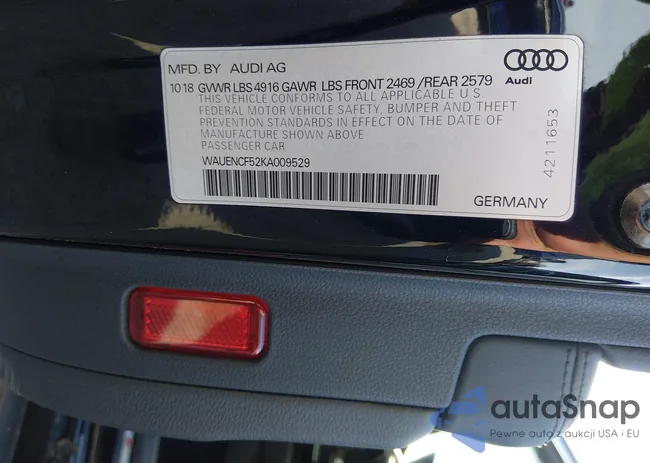 MFD. BY AUDI AG
10 18 GVWR LBS 4916 GAWR LBS FRONT 2469 /REAR 2579
THIS VEHICLE CONFORMS TO ALL APPLICABLE U S
FEDERAL MOTOR VEHICLE SAFETY, BUMPER AND THEFT
PREVENTION STANDARDS IN EFFECT ON THE DATE OF
MANUFACTURE SHOWN ABOVE
PASSENGER CAR
WAUENCF52KA009529
Audi
4211653
GERMANY
autaSnap
Pewne auto z aukcji USA i EU